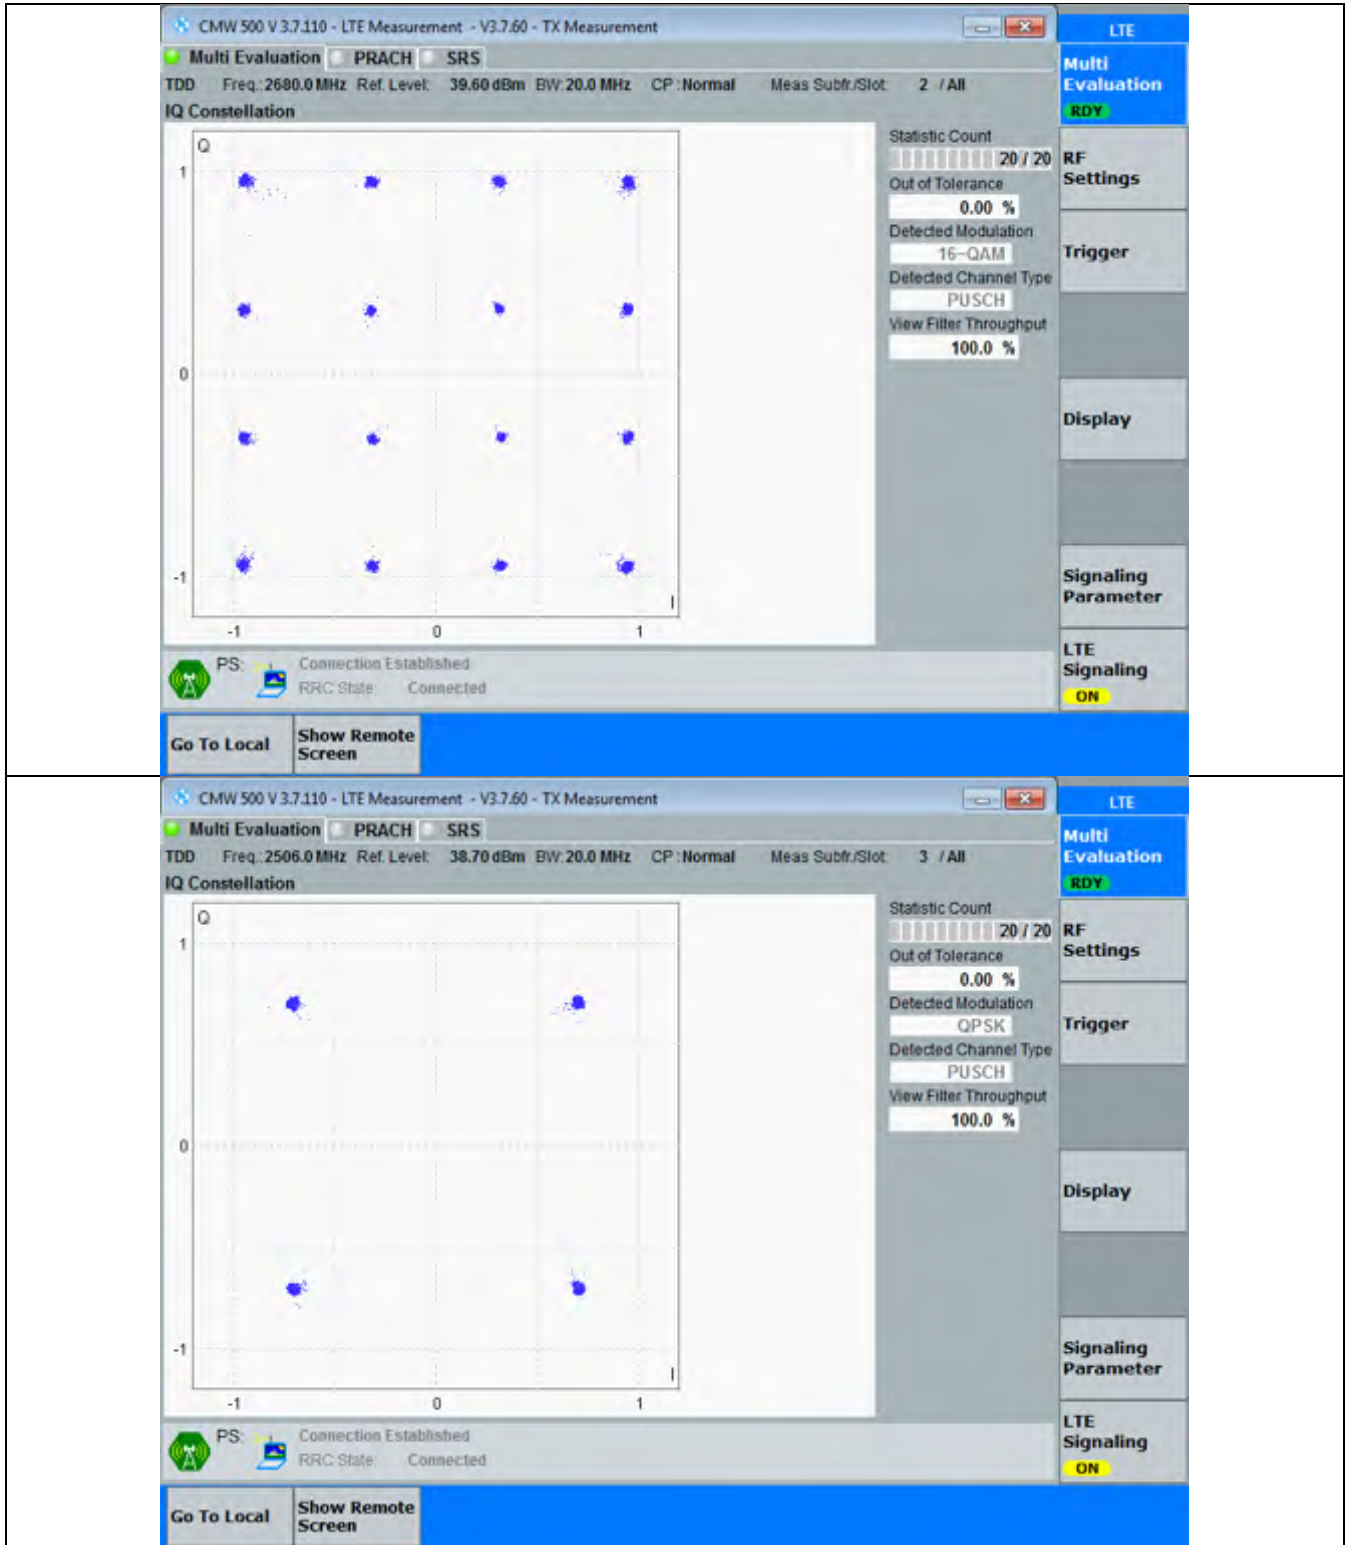 CMW 500 V 3.7.110 - LTE Measurement - V3.7.60 - TX Measurement
LTE
Multi Evaluation PRACH SRS
Multi Evaluation
RDY
TDD Freq.: 2680.0 MHz Ref. Level: 39.60 dBm BW: 20.0 MHz CP : Normal Meas Subfr./Slot: 2 / All
IQ Constellation
Q
1
0
-1
-1 0 1
I
Statistic Count
20 / 20
Out of Tolerance
0.00 %
Detected Modulation
16-QAM
Detected Channel Type
PUSCH
View Filter Throughput
100.0 %
RF
Settings
Trigger
Display
Signaling
Parameter
LTE
Signaling
ON
PS: Connection Established
RRC State: Connected
Go To Local
Show Remote
Screen
CMW 500 V 3.7.110 - LTE Measurement - V3.7.60 - TX Measurement
LTE
Multi Evaluation PRACH SRS
Multi
Evaluation
RDY
TDD Freq.: 2506.0 MHz Ref. Level: 38.70 dBm BW: 20.0 MHz CP : Normal Meas Subfr./Slot: 3 / All
IQ Constellation
Q
1
0
-1
-1 0 1
I
Statistic Count
20 / 20
Out of Tolerance
0.00 %
Detected Modulation
QPSK
Detected Channel Type
PUSCH
View Filter Throughput
100.0 %
RF
Settings
Trigger
Display
Signaling
Parameter
LTE
Signaling
ON
PS: Connection Established
RRC State: Connected
Go To Local
Show Remote
Screen